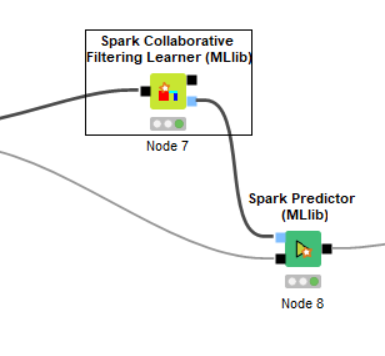 Spark Collaborative
Filtering Learner (MLlib)
Node 7
Spark Predictor
(MLlib)
Node 8